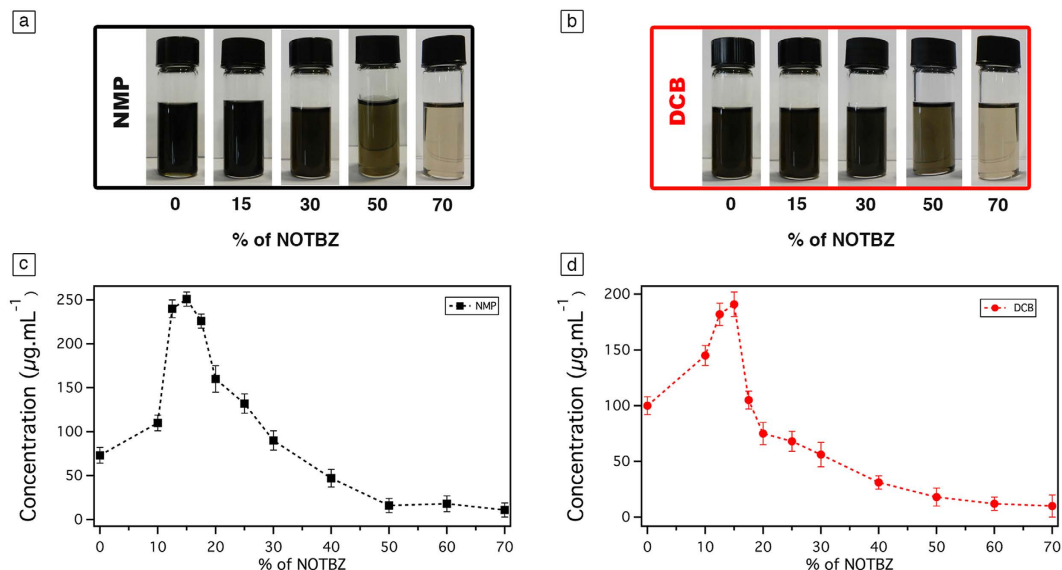 a
NMP
0 15 30 50 70
% of NOTBZ
b
DCB
0 15 30 50 70
% of NOTBZ
c
Concentration (µg.mL⁻¹)
250
200
150
100
50
0
NMP
0 10 20 30 40 50 60 70
% of NOTBZ
d
Concentration (µg.mL⁻¹)
200
150
100
50
0
DCB
0 10 20 30 40 50 60 70
% of NOTBZ